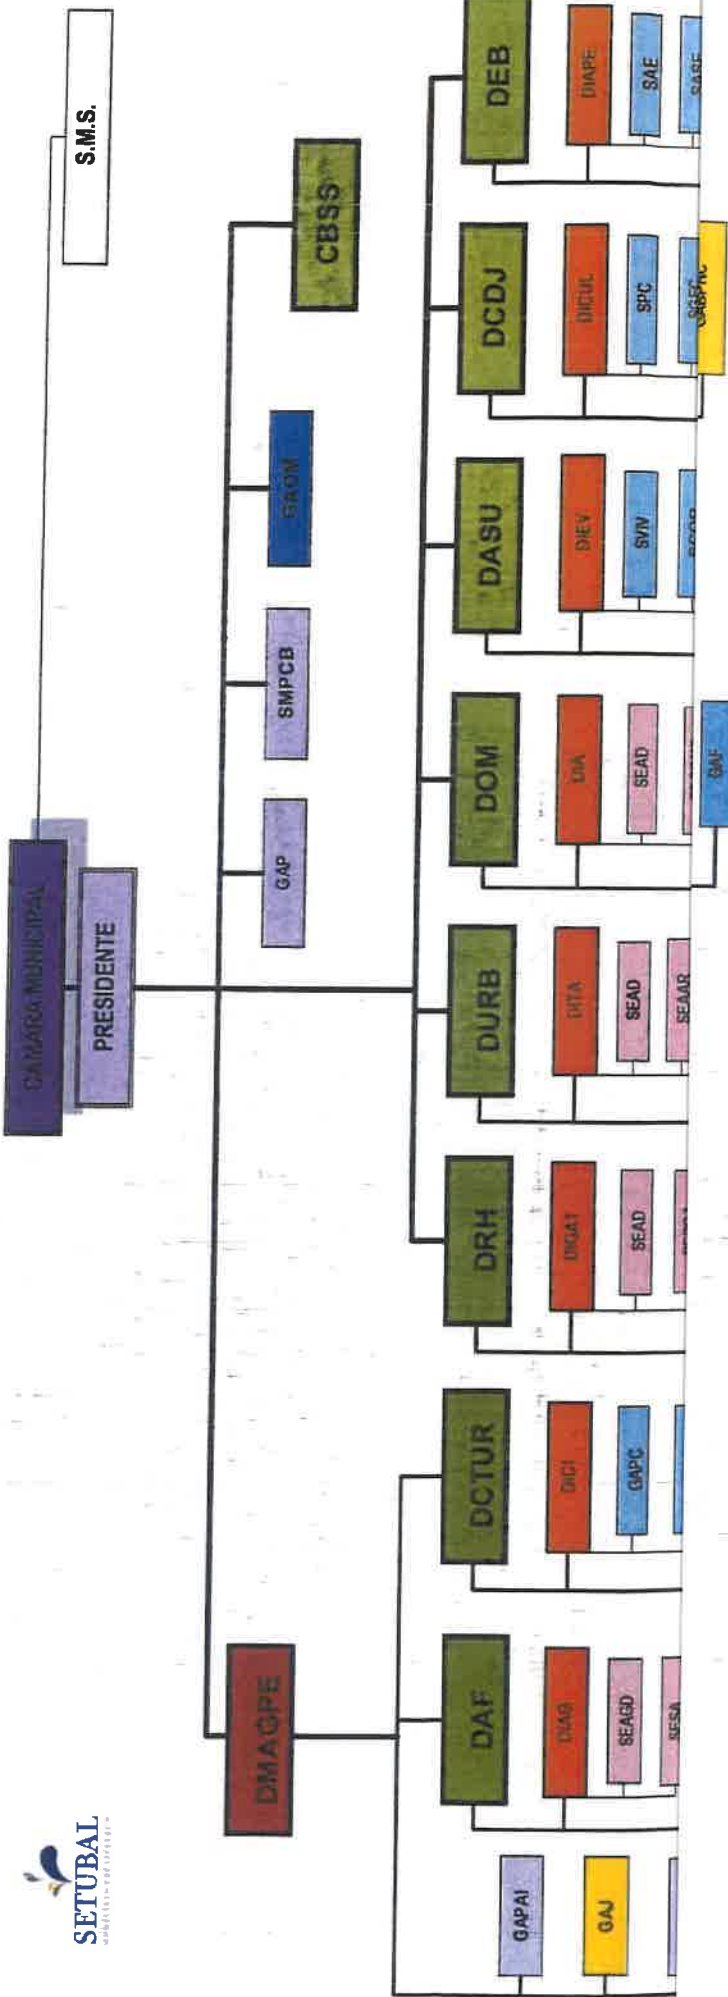 SETUBAL
CAMARA MUNICIPAL
S.M.S.
PRESIDENTE
DMAGPE
GAP
SMPCB
GAOM
CBSS
DAF
DCTUR
DRH
DURB
DOM
DASU
DCDJ
DEB
GAPAI
DIAG
DICI
DIGAT
DITA
DIA
DIEV
DICUL
DIAPE
GAJ
SEAGD
GAPC
SEAD
SEAD
SEAD
SVIV
SPC
SAE
SESA
SEAAR
SASE
GAF
GABPRC